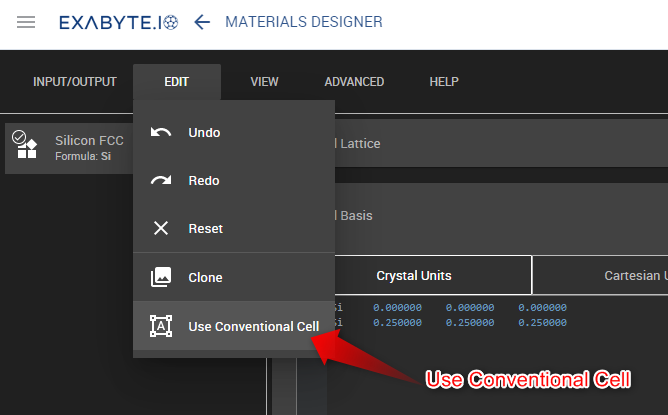 EXABYTE.IO MATERIALS DESIGNER
INPUT/OUTPUT EDIT VIEW ADVANCED HELP
Silicon FCC
Formula: Si
Undo
Redo
Reset
Clone
Use Conventional Cell
Lattice
Basis
Crystal Units Cartesian
Si 0.000000 0.000000 0.000000
Si 0.250000 0.250000 0.250000
Use Conventional Cell